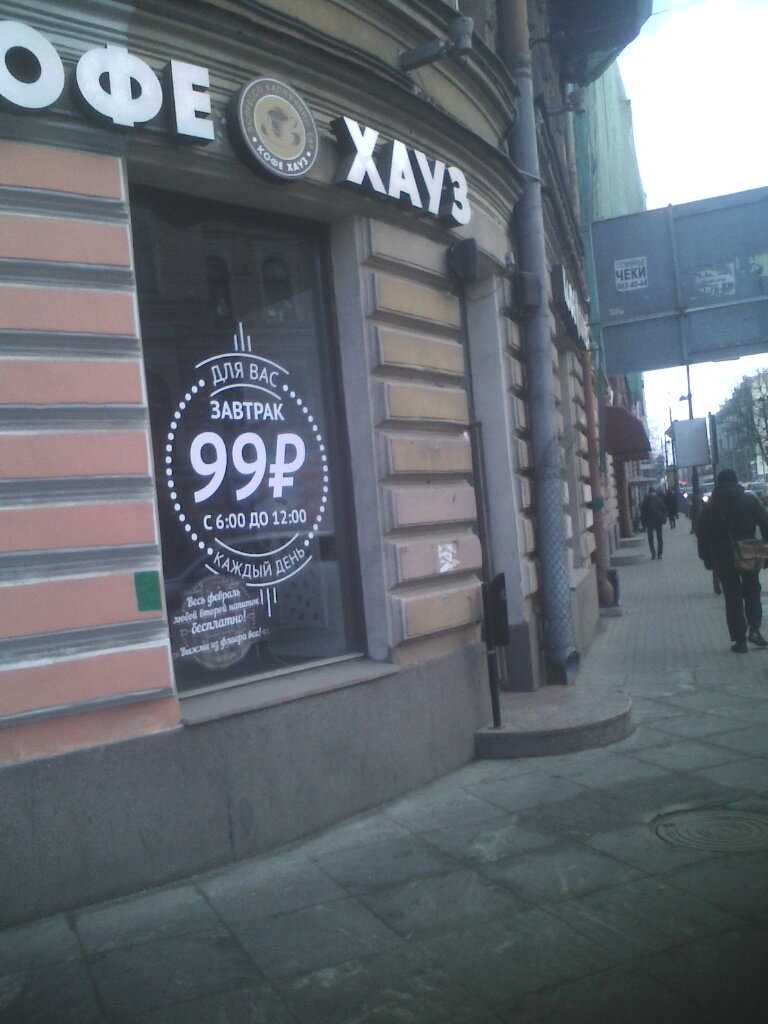 ОФЕ ХАУЗ
КОФЕ ХАУЗ
ДЛЯ ВАС
ЗАВТРАК
99₽
С 6:00 ДО 12:00
КАЖДЫЙ ДЕНЬ
Весь февраль
любой второй напиток
бесплатно!
ЧЕКИ